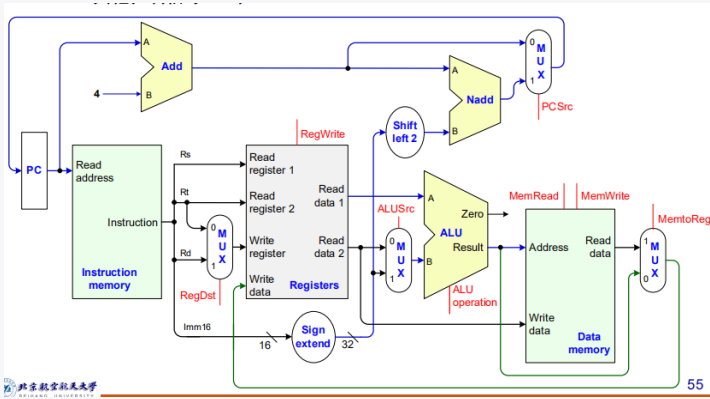 A
Add
B
4
0
M
U
X
1
PCSrc
A
Nadd
B
Shift
left 2
PC
Read
address
Instruction
Instruction
memory
Rs
Rt
Rd
Imm16
0
M
U
X
1
RegDst
RegWrite
Read
register 1
Read
register 2
Write
register
Write
data
Read
data 1
Read
data 2
Registers
16
Sign
extend
32
ALUSrc
0
M
U
X
1
A
ALU
B
Zero
Result
ALU
operation
MemRead
MemWrite
Address
Read
data
Write
data
Data
memory
MemtoReg
1
M
U
X
0
北京航空航天大学
BEIHANG UNIVERSITY
55